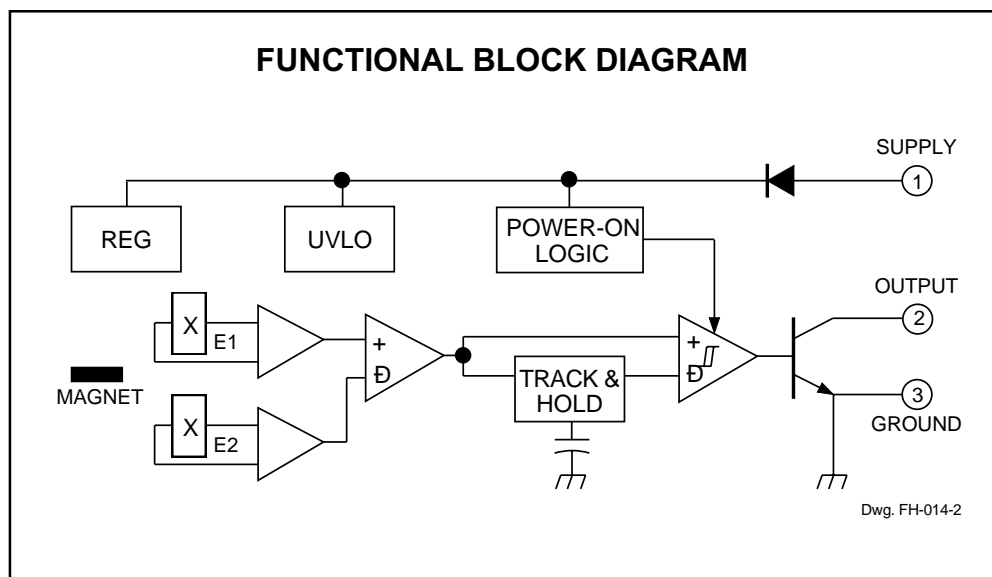 FUNCTIONAL BLOCK DIAGRAM
SUPPLY
1
REG
UVLO
POWER-ON
LOGIC
OUTPUT
2
X
E1
+
Ð
+
Ð
MAGNET
TRACK &
HOLD
3
GROUND
X
E2
Dwg. FH-014-2